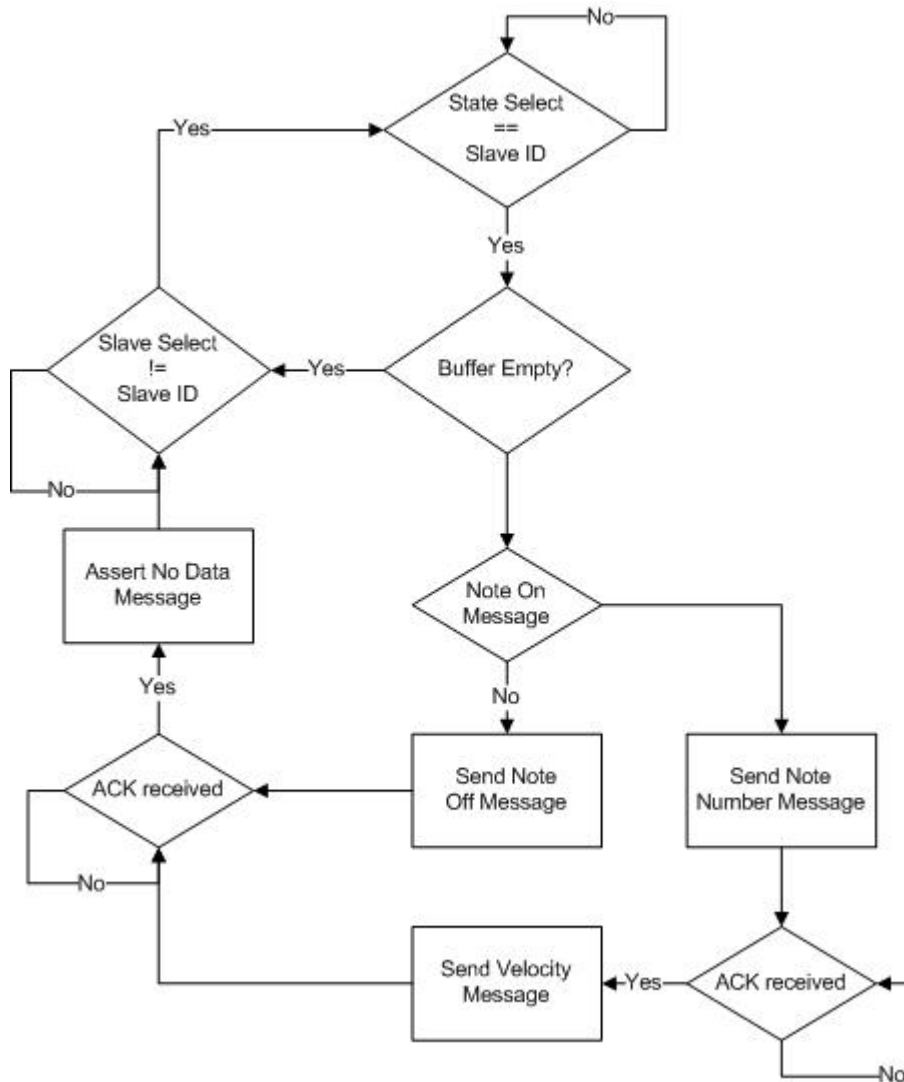 No
State Select
==
Slave ID
Yes
Yes
Slave Select
!=
Slave ID
Yes
Buffer Empty?
No
Assert No Data
Message
Note On
Message
Yes
No
ACK received
Send Note
Off Message
Send Note
Number Message
No
Send Velocity
Message
Yes
ACK received
No